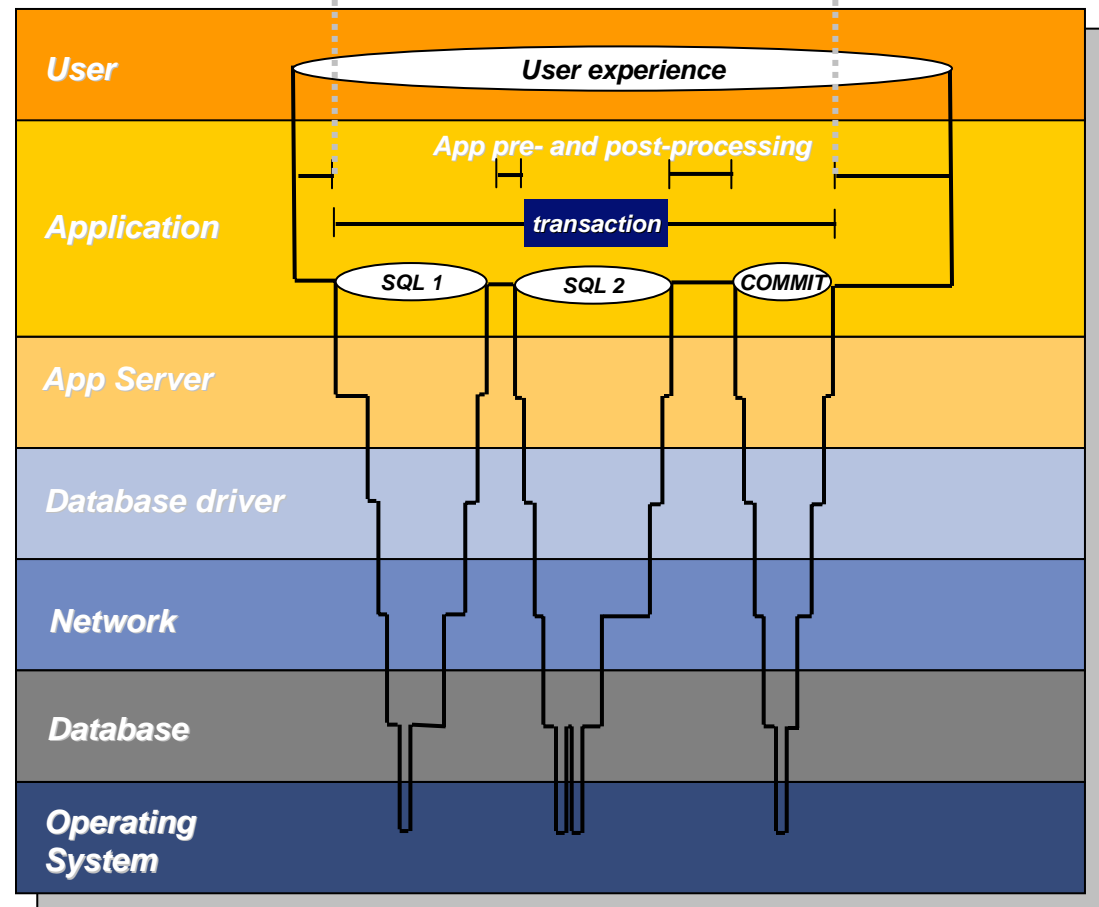 User
User experience
App pre- and post-processing
Application
transaction
SQL 1
SQL 2
COMMIT
App Server
Database driver
Network
Database
Operating
System